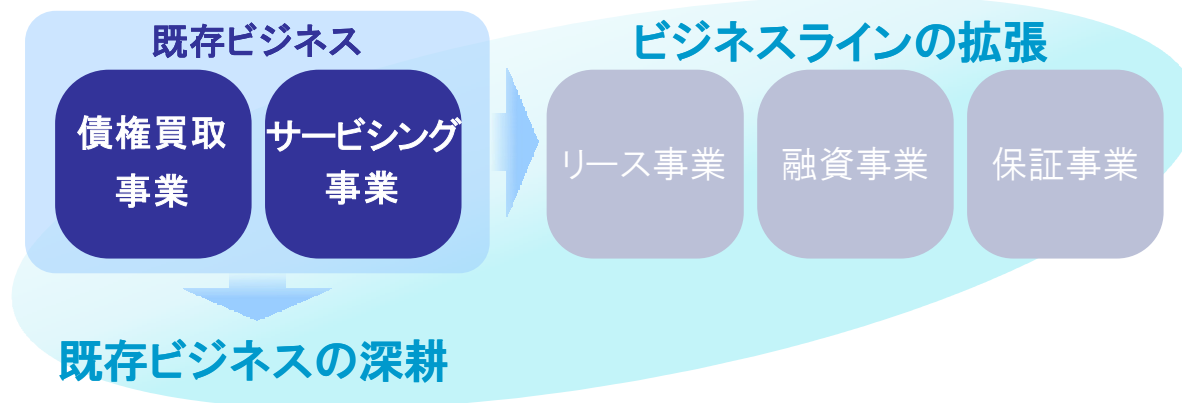 既存ビジネス
ビジネスラインの拡張
債権買取
事業
サービシング
事業
リース事業
融資事業
保証事業
既存ビジネスの深耕